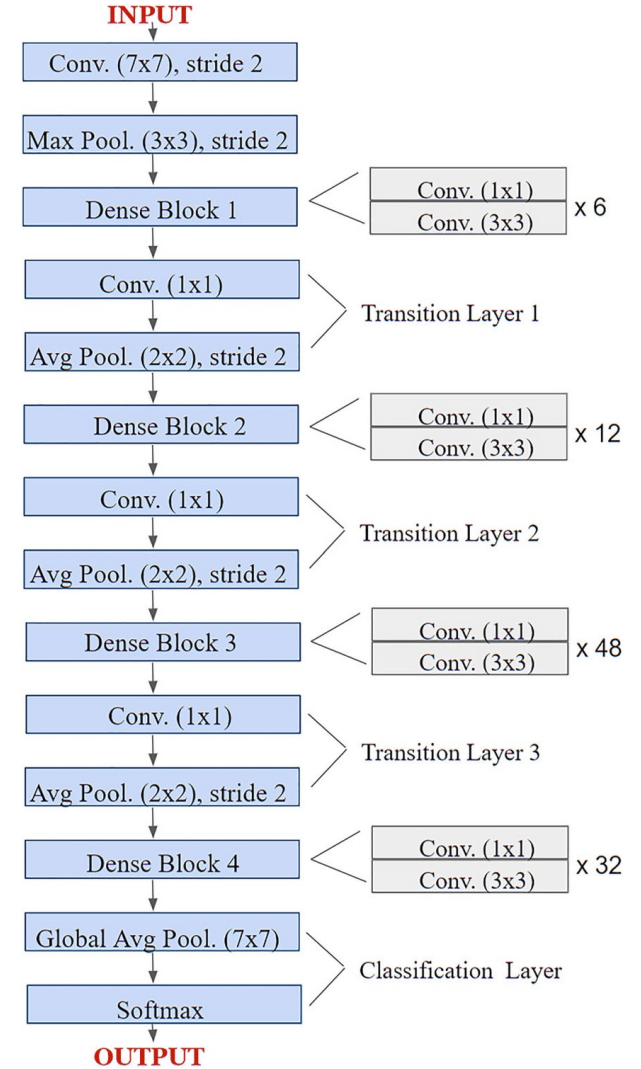 INPUT
Conv. (7x7), stride 2
Max Pool. (3x3), stride 2
Dense Block 1
Conv. (1x1)
Conv. (3x3)
x 6
Conv. (1x1)
Avg Pool. (2x2), stride 2
Transition Layer 1
Dense Block 2
Conv. (1x1)
Conv. (3x3)
x 12
Conv. (1x1)
Avg Pool. (2x2), stride 2
Transition Layer 2
Dense Block 3
Conv. (1x1)
Conv. (3x3)
x 48
Conv. (1x1)
Avg Pool. (2x2), stride 2
Transition Layer 3
Dense Block 4
Conv. (1x1)
Conv. (3x3)
x 32
Global Avg Pool. (7x7)
Softmax
Classification Layer
OUTPUT